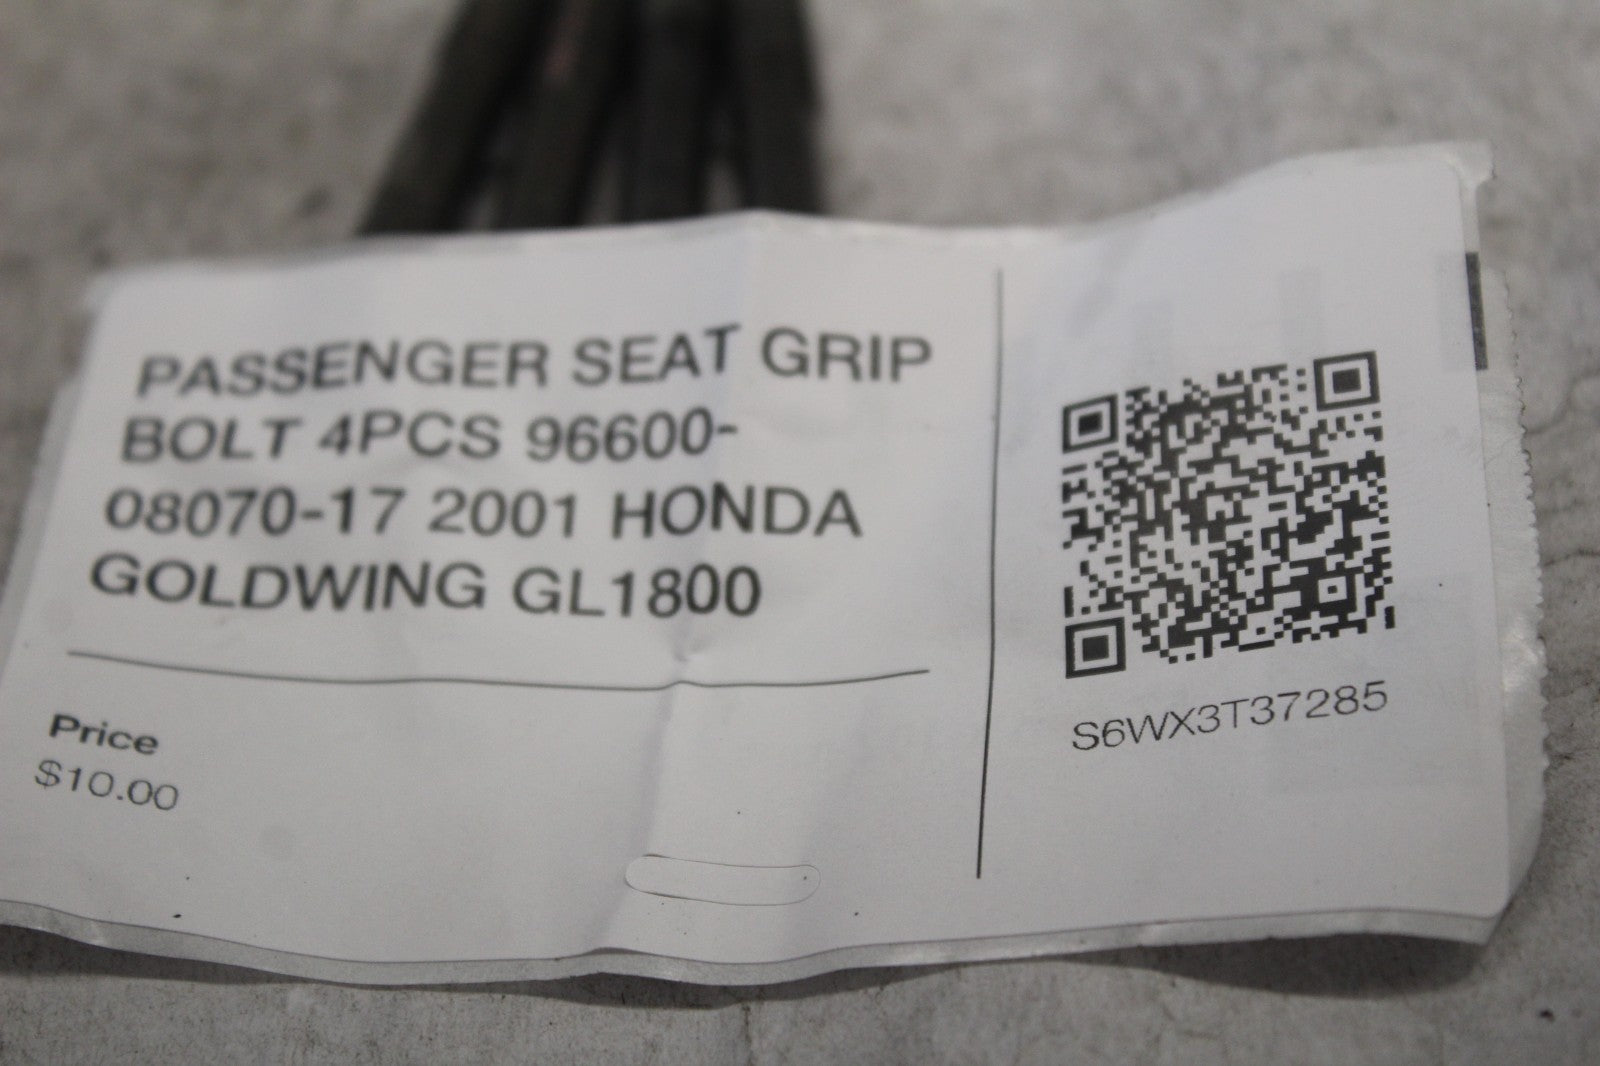 PASSENGER SEAT GRIP
BOLT 4PCS 96600-
08070-17 2001 HONDA
GOLDWING GL1800
Price
$10.00
S6WX3T37285